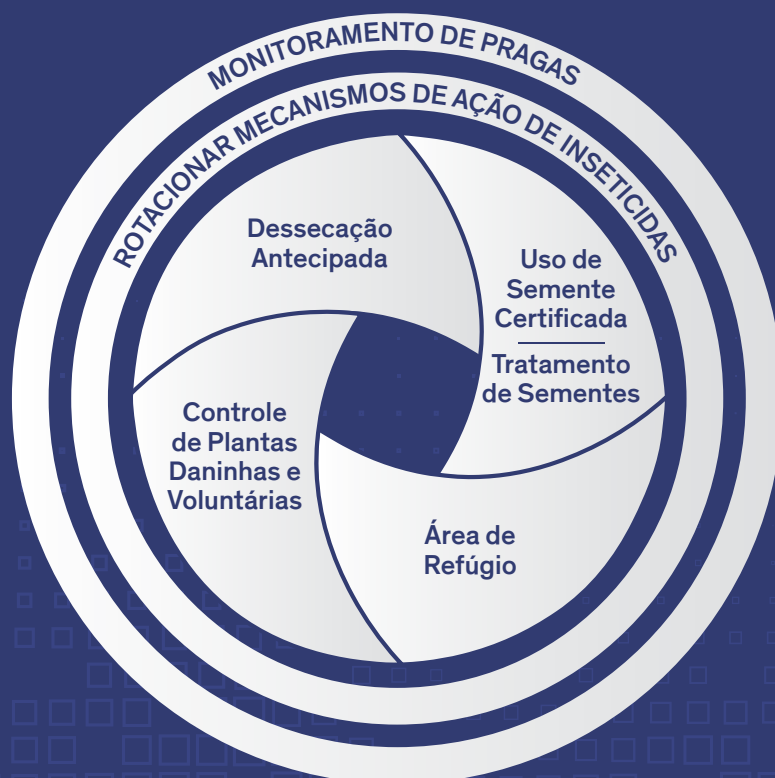 MONITORAMENTO DE PRAGAS
ROTACIONAR MECANISMOS DE AÇÃO DE INSETICIDAS
Dessecação
Antecipada
Uso de
Semente
Certificada
Tratamento
de Sementes
Controle
de Plantas
Daninhas e
Voluntárias
Área de
Refúgio